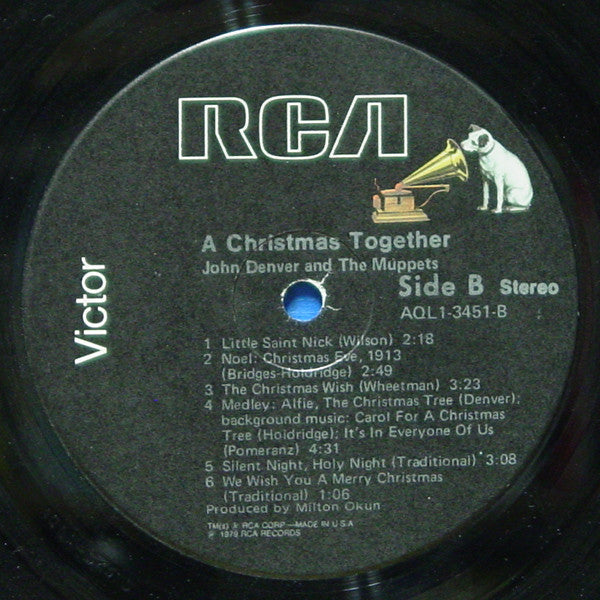 RCA
Victor
A Christmas Together
John Denver and The Muppets
Side B Stereo
AQL1-3451-B
1 Little Saint Nick (Wilson) 2:18
2 Noel: Christmas Eve, 1913
(Bridges-Holdridge) 2:49
3 The Christmas Wish (Wheetman) 3:23
4 Medley: Alfie, The Christmas Tree (Denver);
background music: Carol For A Christmas
Tree (Holdridge); It's In Everyone Of Us
(Pomeranz) 4:31
5 Silent Night, Holy Night (Traditional) 3:08
6 We Wish You A Merry Christmas
(Traditional) 1:06
Produced by Milton Okun
TM(s) ® RCA CORP—MADE IN U.S.A
℗ 1979 RCA RECORDS